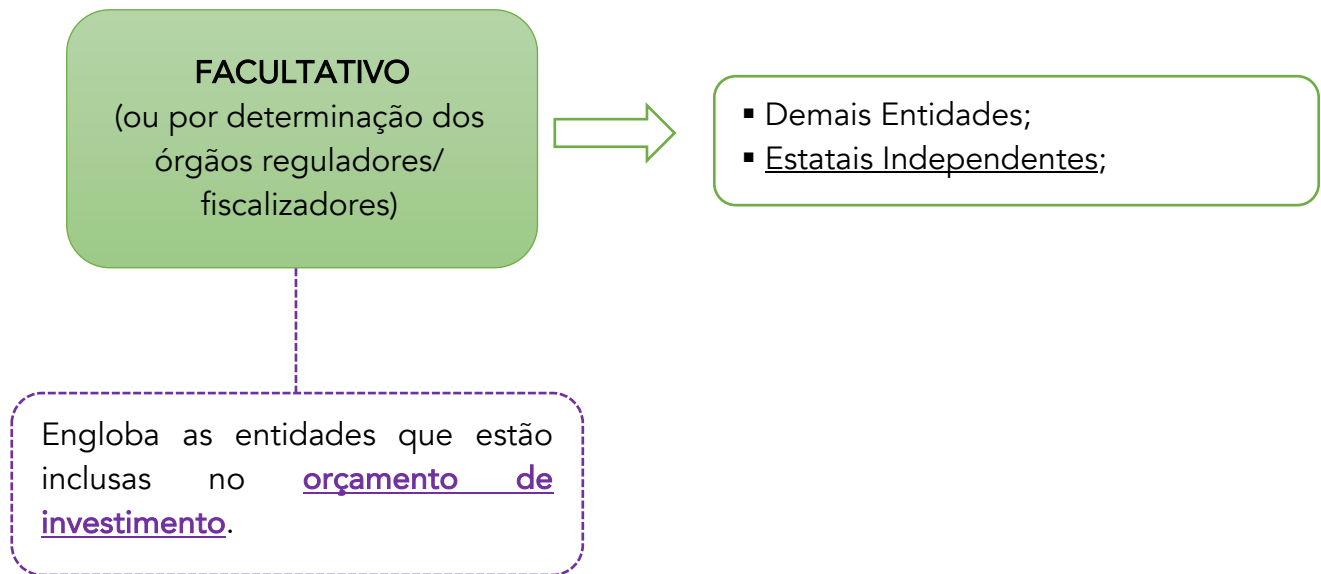 FACULTATIVO
(ou por determinação dos
órgãos reguladores/
fiscalizadores)
▪ Demais Entidades;
▪ Estatais Independentes;
Engloba as entidades que estão
inclusas no orçamento de
investimento.